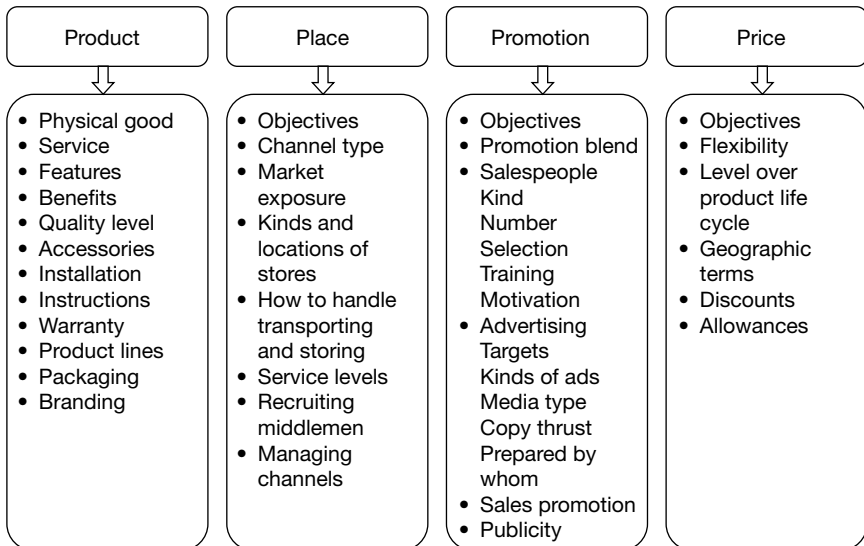 Product
• Physical good
• Service
• Features
• Benefits
• Quality level
• Accessories
• Installation
• Instructions
• Warranty
• Product lines
• Packaging
• Branding
Place
• Objectives
• Channel type
• Market
exposure
• Kinds and
locations of
stores
• How to handle
transporting
and storing
• Service levels
• Recruiting
middlemen
• Managing
channels
Promotion
• Objectives
• Promotion blend
• Salespeople
Kind
Number
Selection
Training
Motivation
• Advertising
Targets
Kinds of ads
Media type
Copy thrust
Prepared by
whom
• Sales promotion
• Publicity
Price
• Objectives
• Flexibility
• Level over
product life
cycle
• Geographic
terms
• Discounts
• Allowances